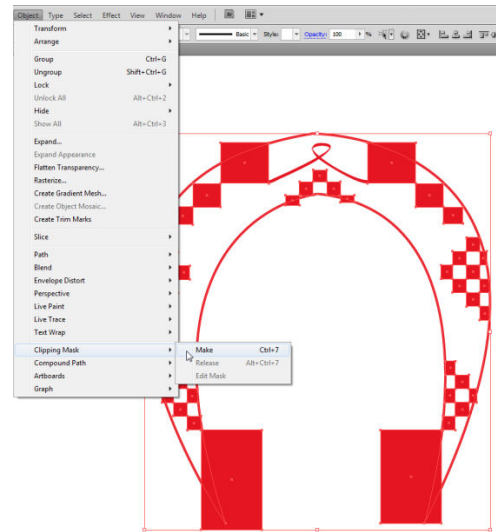 Object Type Select Effect View Window Help Br
Basic Style: Opacity: 100 %
Transform
Arrange
Group Ctrl+G
Ungroup Shift+Ctrl+G
Lock
Unlock All Alt+Ctrl+2
Hide
Show All Alt+Ctrl+3
Expand...
Expand Appearance
Flatten Transparency...
Rasterize...
Create Gradient Mesh...
Create Object Mosaic...
Create Trim Marks
Slice
Path
Blend
Envelope Distort
Perspective
Live Paint
Live Trace
Text Wrap
Clipping Mask Make Ctrl+7
Compound Path Release Alt+Ctrl+7
Artboards Edit Mask
Graph